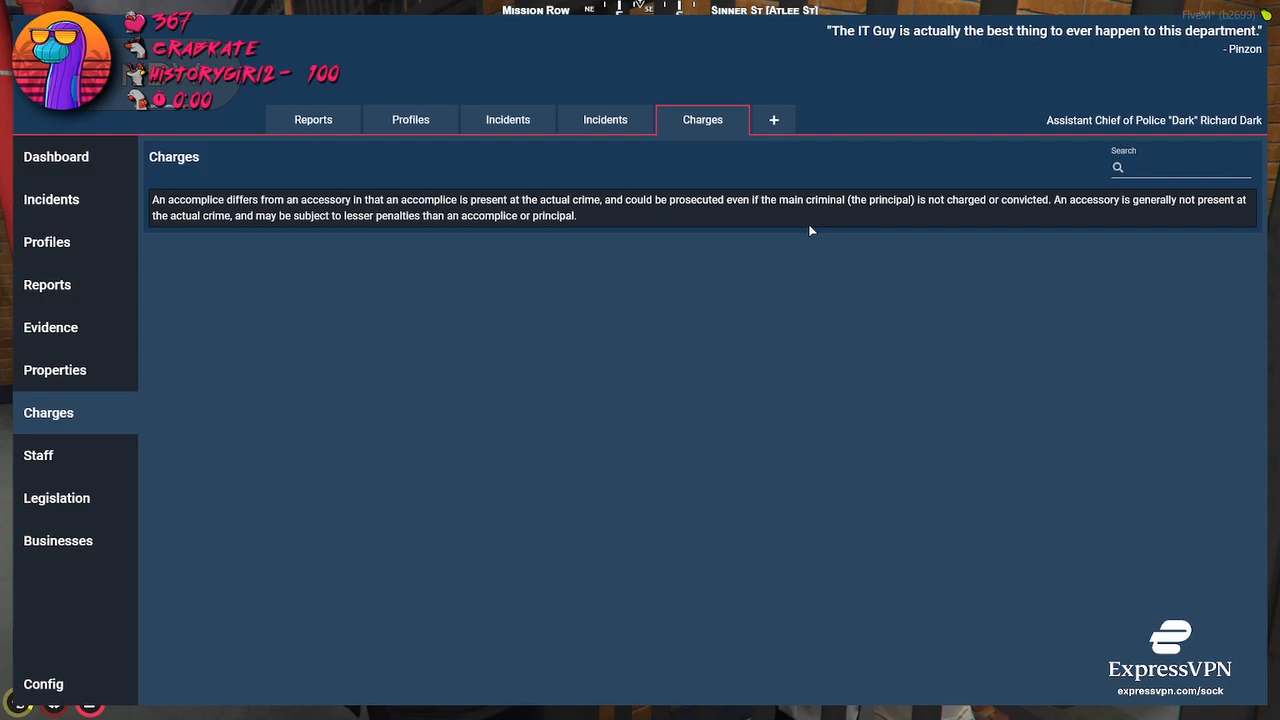 Mission Row
NE
SE
Sinner St [Atlee St]
FiveM* (b2699)
367
CRABKATE
HISTORYGIRL2 - 100
0:00
"The IT Guy is actually the best thing to ever happen to this department."
- Pinzon
Reports
Profiles
Incidents
Incidents
Charges
+
Assistant Chief of Police "Dark" Richard Dark
Dashboard
Incidents
Profiles
Reports
Evidence
Properties
Charges
Staff
Legislation
Businesses
Config
Charges
Search
An accomplice differs from an accessory in that an accomplice is present at the actual crime, and could be prosecuted even if the main criminal (the principal) is not charged or convicted. An accessory is generally not present at
the actual crime, and may be subject to lesser penalties than an accomplice or principal.
ExpressVPN
expressvpn.com/sock